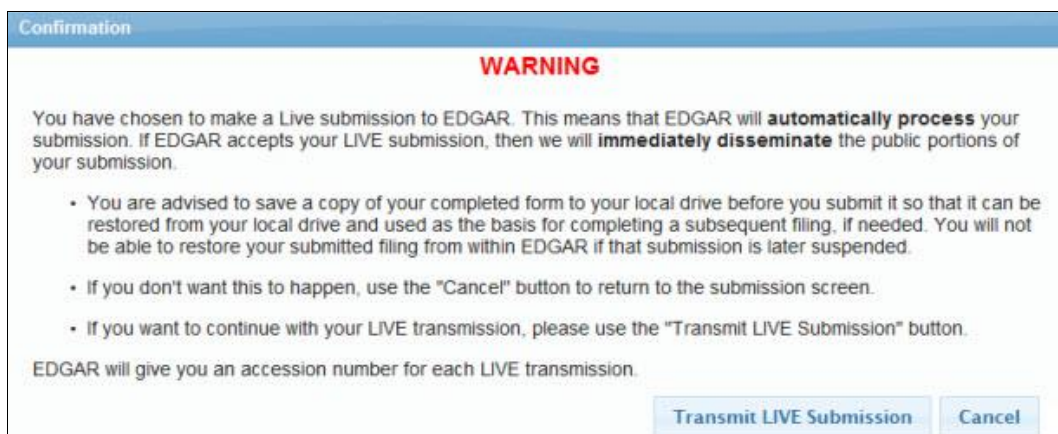 Confirmation
WARNING
You have chosen to make a Live submission to EDGAR. This means that EDGAR will automatically process your
submission. If EDGAR accepts your LIVE submission, then we will immediately disseminate the public portions of
your submission.
• You are advised to save a copy of your completed form to your local drive before you submit it so that it can be
restored from your local drive and used as the basis for completing a subsequent filing, if needed. You will not
be able to restore your submitted filing from within EDGAR if that submission is later suspended.
• If you don't want this to happen, use the "Cancel" button to return to the submission screen.
• If you want to continue with your LIVE transmission, please use the "Transmit LIVE Submission" button.
EDGAR will give you an accession number for each LIVE transmission.
Transmit LIVE Submission Cancel